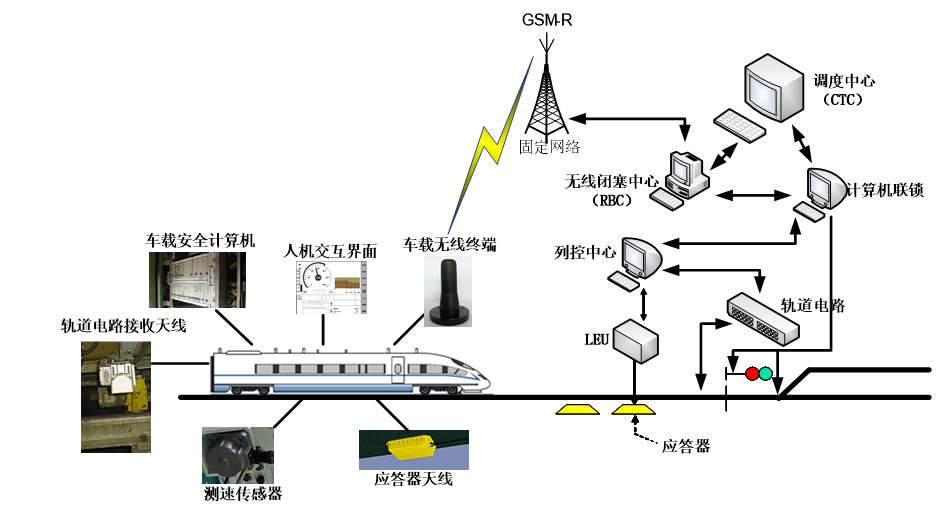 GSM-R
固定网络
调度中心
（CTC）
无线闭塞中心
（RBC）
计算机联锁
车载安全计算机
人机交互界面
车载无线终端
列控中心
轨道电路
轨道电路接收天线
LEU
应答器
测速传感器
应答器天线